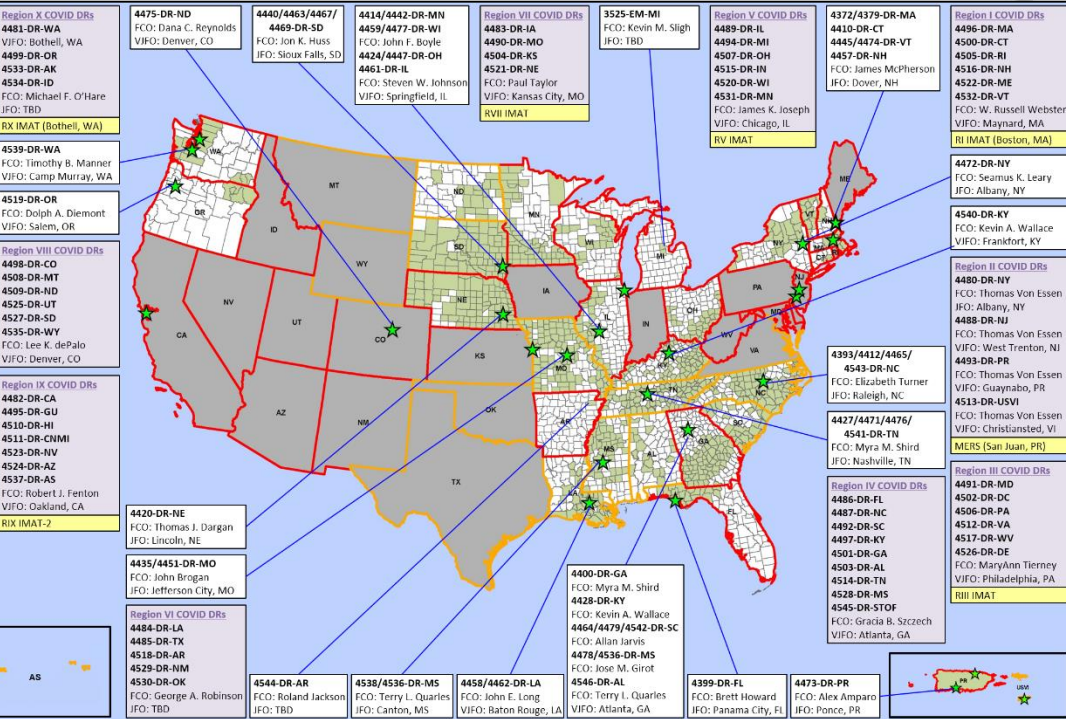 Region X COVID DRs
4481-DR-WA
VJFO: Bothell, WA
4499-DR-OR
4533-DR-AK
4534-DR-ID
FCO: Michael F. O'Hare
JFO: TBD
RX IMAT (Bothell, WA)
4475-DR-ND
FCO: Dana C. Reynolds
VJFO: Denver, CO
4440/4463/4467/
4469-DR-SD
FCO: Jon K. Huss
JFO: Sioux Falls, SD
4414/4442-DR-MN
4459/4477-DR-WI
FCO: John F. Boyle
4424/4447-DR-OH
4461-DR-IL
FCO: Steven W. Johnson
VJFO: Springfield, IL
Region VII COVID DRs
4483-DR-IA
4490-DR-MO
4504-DR-KS
4521-DR-NE
FCO: Paul Taylor
VJFO: Kansas City, MO
RVII IMAT
3525-EM-MI
FCO: Kevin M. Sligh
JFO: TBD
Region V COVID DRs
4489-DR-IL
4494-DR-MI
4507-DR-OH
4515-DR-IN
4520-DR-WI
4531-DR-MN
FCO: James K. Joseph
VJFO: Chicago, IL
RV IMAT
4372/4379-DR-MA
4410-DR-CT
4445/4474-DR-VT
4457-DR-NH
FCO: James McPherson
JFO: Dover, NH
Region I COVID DRs
4496-DR-MA
4500-DR-CT
4505-DR-RI
4516-DR-NH
4522-DR-ME
4532-DR-VT
FCO: W. Russell Webster
VJFO: Maynard, MA
RI IMAT (Boston, MA)
4539-DR-WA
FCO: Timothy B. Manner
VJFO: Camp Murray, WA
4519-DR-OR
FCO: Dolph A. Diemont
VJFO: Salem, OR
4472-DR-NY
FCO: Seamus K. Leary
JFO: Albany, NY
4540-DR-KY
FCO: Kevin A. Wallace
VJFO: Frankfort, KY
Region VIII COVID DRs
4498-DR-CO
4508-DR-MT
4509-DR-ND
4525-DR-UT
4527-DR-SD
4535-DR-WY
FCO: Lee K. dePalo
VJFO: Denver, CO
Region II COVID DRs
4480-DR-NY
FCO: Thomas Von Essen
JFO: Albany, NY
4488-DR-NJ
FCO: Thomas Von Essen
VJFO: West Trenton, NJ
4493-DR-PR
FCO: Thomas Von Essen
VJFO: Guaynabo, PR
4513-DR-USVI
FCO: Thomas Von Essen
VJFO: Christiansted, VI
MERS (San Juan, PR)
WA
OR
MT
ID
WY
NV
UT
CA
CO
AZ
NM
ND
SD
NE
KS
OK
TX
MN
IA
MO
AR
LA
WI
IL
MI
IN
OH
KY
TN
MS
AL
GA
FL
SC
NC
VA
WV
PA
NY
NJ
MD
VT
NH
ME
MA
CT
4393/4412/4465/
4543-DR-NC
FCO: Elizabeth Turner
JFO: Raleigh, NC
4427/4471/4476/
4541-DR-TN
FCO: Myra M. Shird
JFO: Nashville, TN
Region IX COVID DRs
4482-DR-CA
4495-DR-GU
4510-DR-HI
4511-DR-CNMI
4523-DR-NV
4524-DR-AZ
4537-DR-AS
FCO: Robert J. Fenton
VJFO: Oakland, CA
RIX IMAT-2
Region IV COVID DRs
4486-DR-FL
4487-DR-NC
4492-DR-SC
4497-DR-KY
4501-DR-GA
4503-DR-AL
4514-DR-TN
4528-DR-MS
4545-DR-STOF
FCO: Gracia B. Szczech
VJFO: Atlanta, GA
Region III COVID DRs
4491-DR-MD
4502-DR-DC
4506-DR-PA
4512-DR-VA
4517-DR-WV
4526-DR-DE
FCO: MaryAnn Tierney
VJFO: Philadelphia, PA
RIII IMAT
4420-DR-NE
FCO: Thomas J. Dargan
JFO: Lincoln, NE
4435/4451-DR-MO
FCO: John Brogan
JFO: Jefferson City, MO
Region VI COVID DRs
4484-DR-LA
4485-DR-TX
4518-DR-AR
4529-DR-NM
4530-DR-OK
FCO: George A. Robinson
JFO: TBD
4544-DR-AR
FCO: Roland Jackson
JFO: TBD
4538/4536-DR-MS
FCO: Terry L. Quarles
JFO: Canton, MS
4458/4462-DR-LA
FCO: John E. Long
VJFO: Baton Rouge, LA
4400-DR-GA
FCO: Myra M. Shird
4428-DR-KY
FCO: Kevin A. Wallace
4464/4479/4542-DR-SC
FCO: Allan Jarvis
4478/4536-DR-MS
FCO: Jose M. Girot
4546-DR-AL
FCO: Terry L. Quarles
VJFO: Atlanta, GA
4399-DR-FL
FCO: Brett Howard
JFO: Panama City, FL
4473-DR-PR
FCO: Alex Amparo
JFO: Ponce, PR
AS
PR
USVI